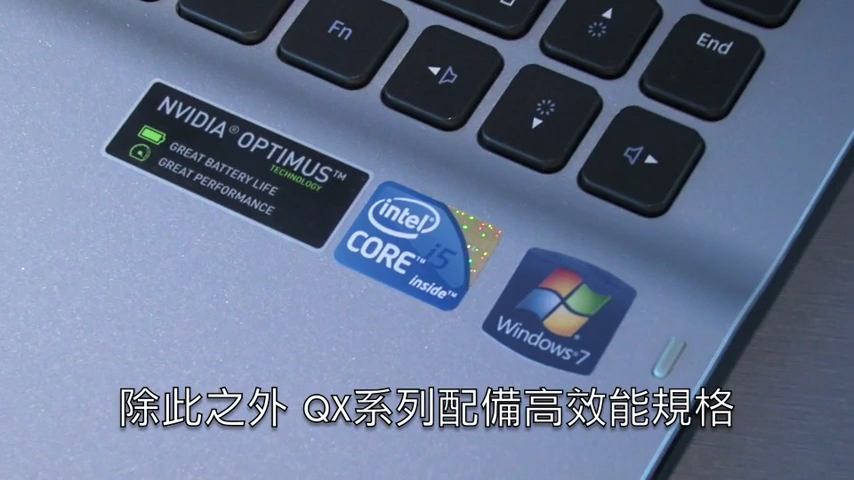 Fn
End
NVIDIA® OPTIMUS™
TECHNOLOGY
GREAT BATTERY LIFE
GREAT PERFORMANCE
intel®
CORE™ i5
inside™
Windows® 7
除此之外 QX系列配備高效能規格